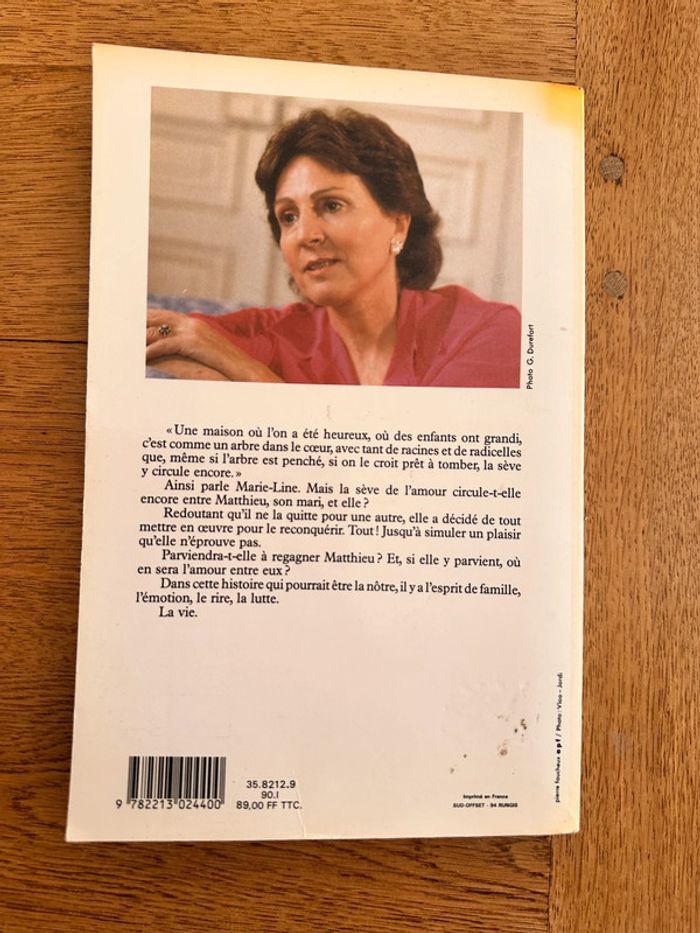 Photo G. Durefort
« Une maison où l'on a été heureux, où des enfants ont grandi,
c'est comme un arbre dans le cœur, avec tant de racines et de radicelles
que, même si l'arbre est penché, si on le croit prêt à tomber, la sève
y circule encore. »
Ainsi parle Marie-Line. Mais la sève de l'amour circule-t-elle
encore entre Matthieu, son mari, et elle ?
Redoutant qu'il ne la quitte pour une autre, elle a décidé de tout
mettre en œuvre pour le reconquérir. Tout ! Jusqu'à simuler un plaisir
qu'elle n'éprouve pas.
Parviendra-t-elle à regagner Matthieu ? Et, si elle y parvient, où
en sera l'amour entre eux ?
Dans cette histoire qui pourrait être la nôtre, il y a l'esprit de famille,
l'émotion, le rire, la lutte.
La vie.
pierre faucheux apf / Photo : Vloo - Jordi
35.8212.9
90.I
89,00 FF TTC.
9 782213 024400
Imprimé en France
SUD-OFFSET - 94 RUNGIS